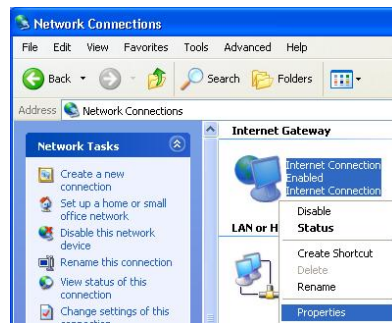 Network Connections
File Edit View Favorites Tools Advanced Help
Back Search Folders
Address Network Connections
Network Tasks
Create a new
connection
Set up a home or small
office network
Disable this network
device
Rename this connection
View status of this
connection
Change settings of this
connection
Internet Gateway
Internet Connection
Enabled
Internet Connection
LAN or H
Disable
Status
Create Shortcut
Delete
Rename
Properties